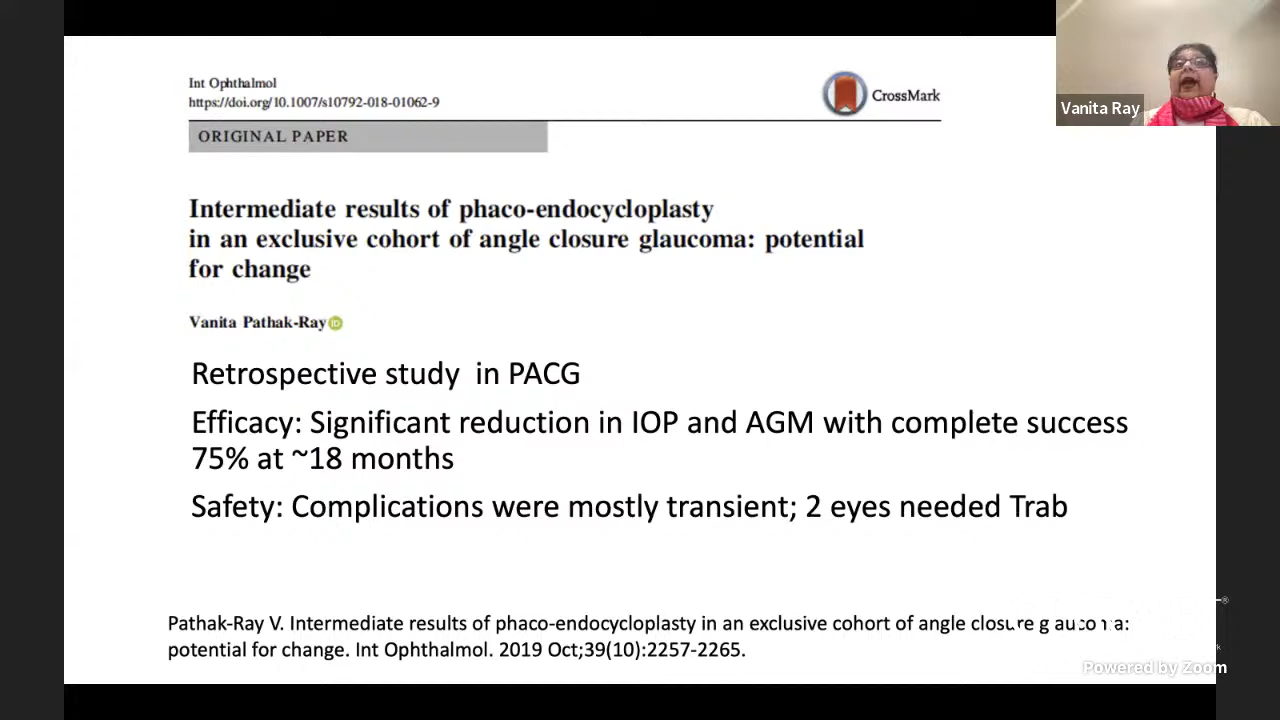 Int Ophthalmol
https://doi.org/10.1007/s10792-018-01062-9
CrossMark
Vanita Ray
ORIGINAL PAPER
Intermediate results of phaco-endocycloplasty
in an exclusive cohort of angle closure glaucoma: potential
for change
Vanita Pathak-Ray iD
Retrospective study in PACG
Efficacy: Significant reduction in IOP and AGM with complete success
75% at ~18 months
Safety: Complications were mostly transient; 2 eyes needed Trab
Pathak-Ray V. Intermediate results of phaco-endocycloplasty in an exclusive cohort of angle closure
potential for change. Int Ophthalmol. 2019 Oct;39(10):2257-2265.
Powered by Zoom